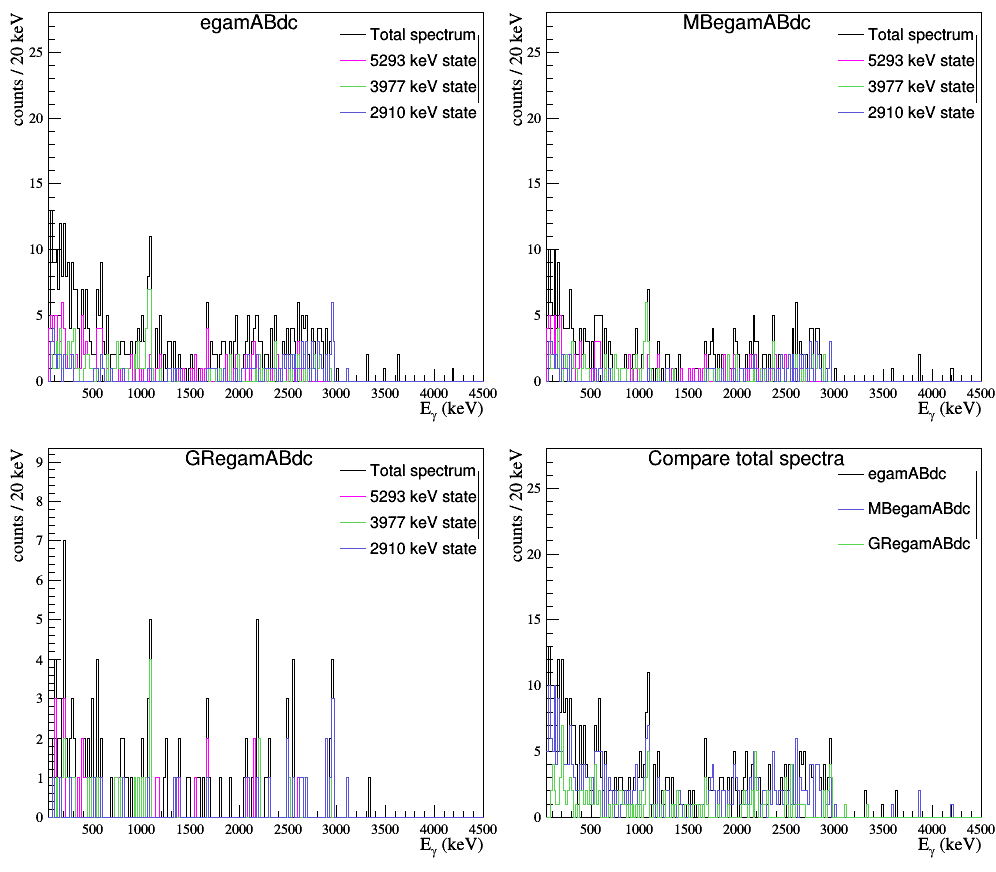 egamABdc
counts / 20 keV
Total spectrum
5293 keV state
3977 keV state
2910 keV state
25
20
15
10
5
0
500 1000 1500 2000 2500 3000 3500 4000 4500
Eγ (keV)
MBegamABdc
counts / 20 keV
Total spectrum
5293 keV state
3977 keV state
2910 keV state
25
20
15
10
5
0
500 1000 1500 2000 2500 3000 3500 4000 4500
Eγ (keV)
GRegamABdc
counts / 20 keV
Total spectrum
5293 keV state
3977 keV state
2910 keV state
9
8
7
6
5
4
3
2
1
0
500 1000 1500 2000 2500 3000 3500 4000 4500
Eγ (keV)
Compare total spectra
counts / 20 keV
egamABdc
MBegamABdc
GRegamABdc
25
20
15
10
5
0
500 1000 1500 2000 2500 3000 3500 4000 4500
Eγ (keV)